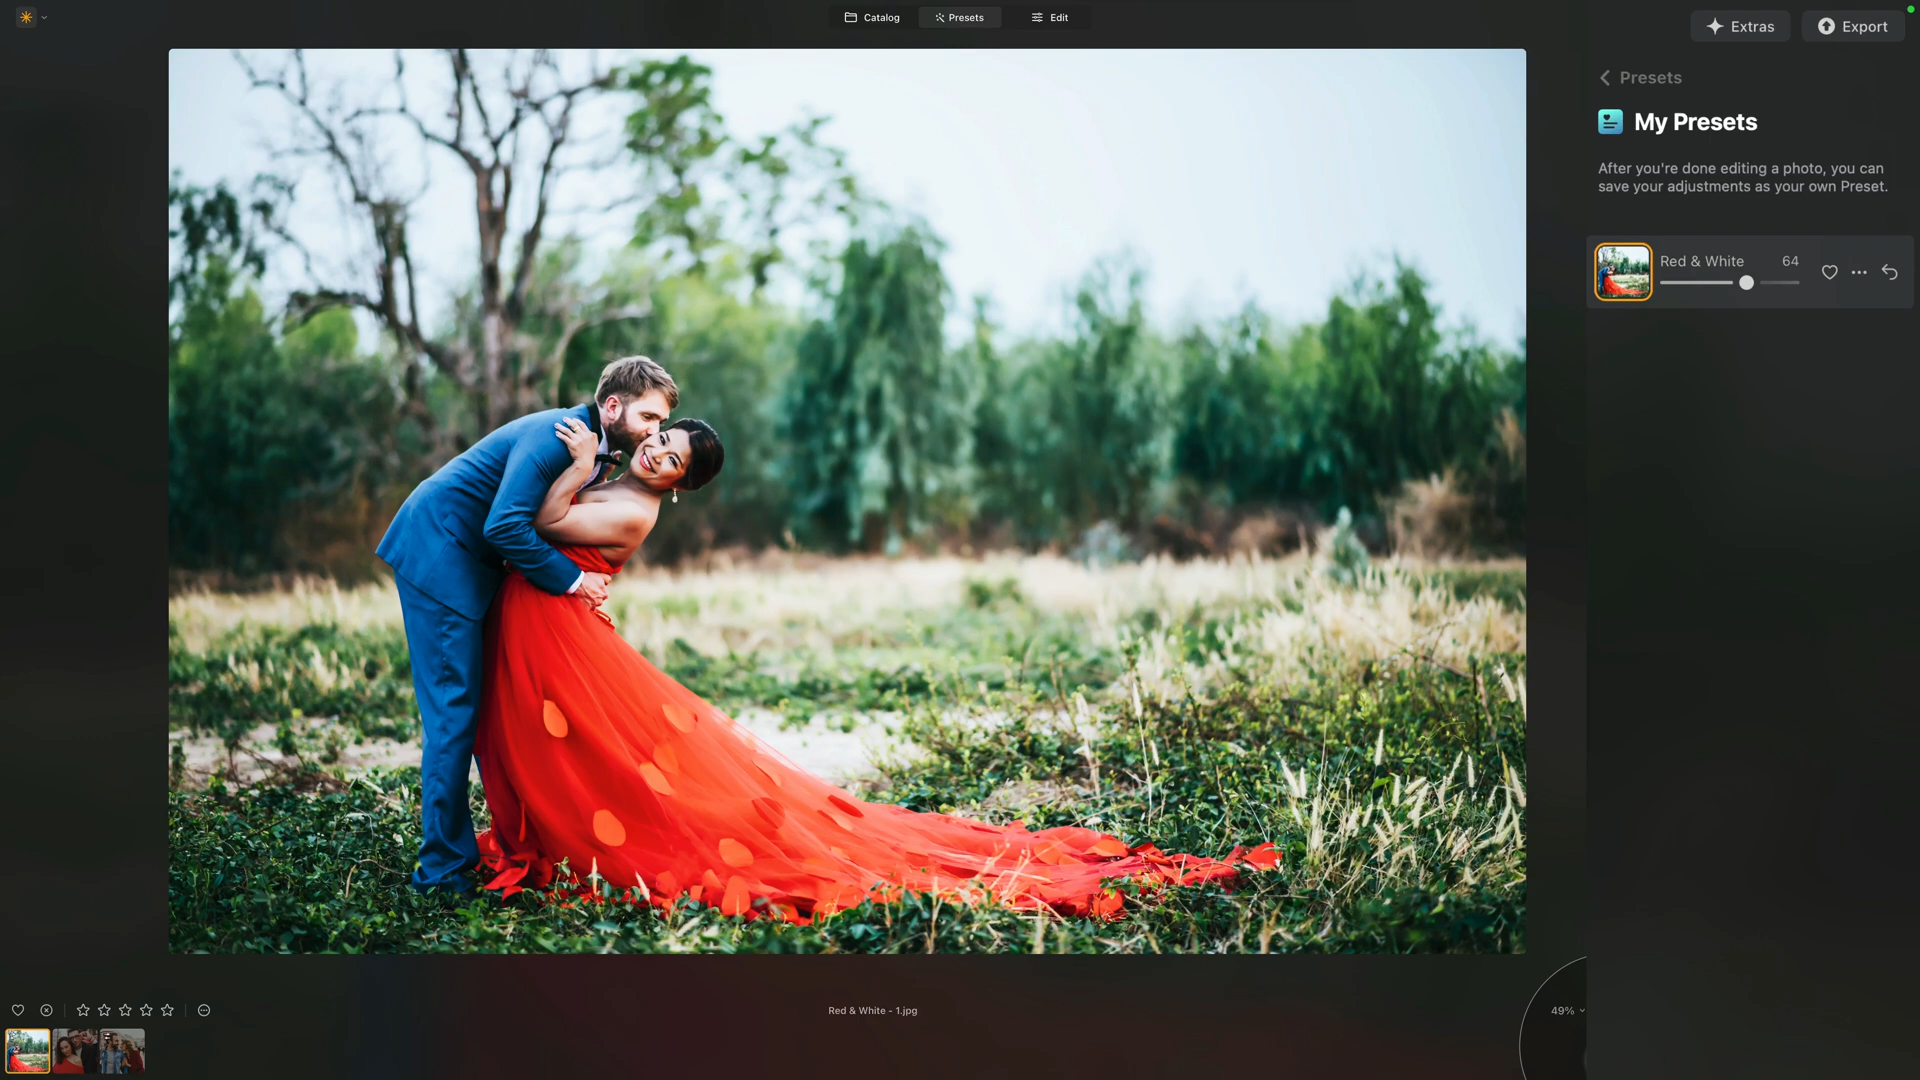 Catalog
Presets
Edit
Extras
Export
Presets
My Presets
After you're done editing a photo, you can
save your adjustments as your own Preset.
Red & White 64
Red & White - 1.jpg
49%